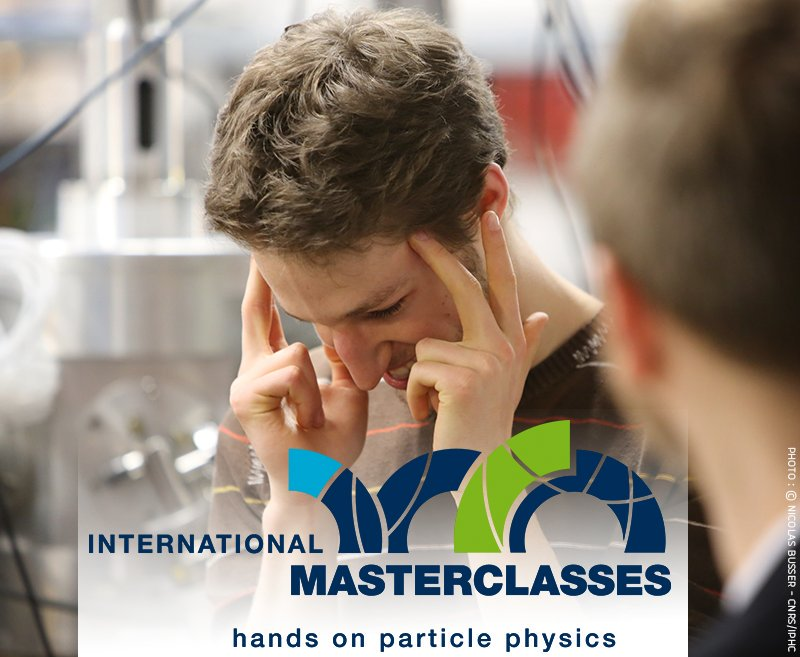 INTERNATIONAL
MASTERCLASSES
hands on particle physics
PHOTO : © NICOLAS BUSSER – CNRS/IPHC